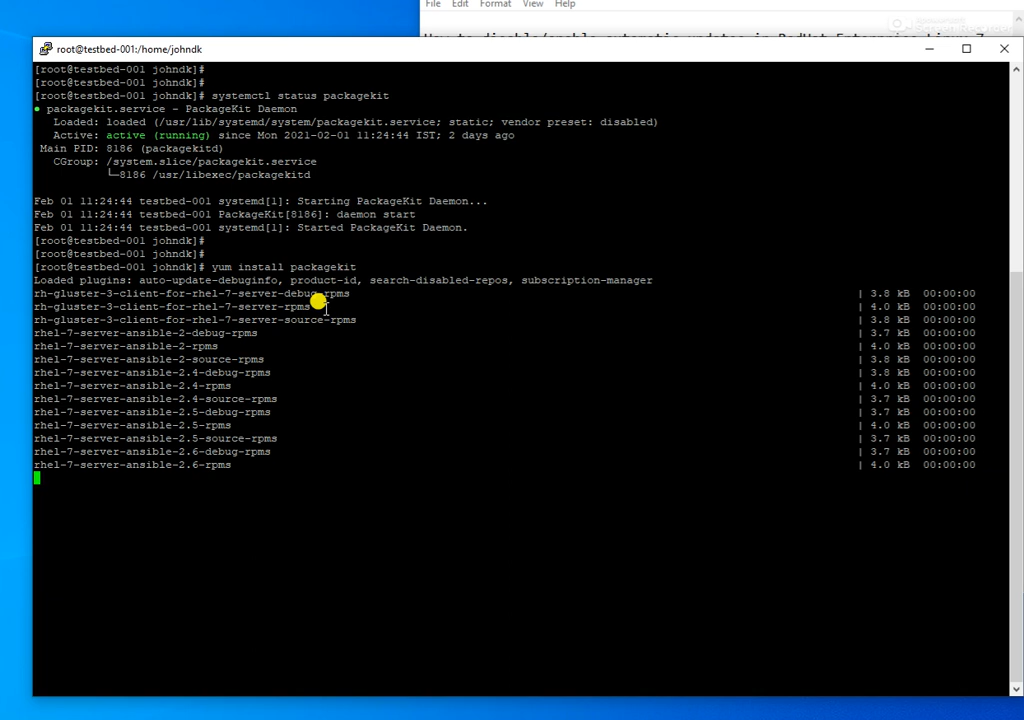 File Edit Format View Help
root@testbed-001:/home/johndk
[root@testbed-001 johndk]#
[root@testbed-001 johndk]#
[root@testbed-001 johndk]# systemctl status packagekit
● packagekit.service - PackageKit Daemon
Loaded: loaded (/usr/lib/systemd/system/packagekit.service; static; vendor preset: disabled)
Active: active (running) since Mon 2021-02-01 11:24:44 IST; 2 days ago
Main PID: 8186 (packagekitd)
CGroup: /system.slice/packagekit.service
└─8186 /usr/libexec/packagekitd
Feb 01 11:24:44 testbed-001 systemd[1]: Starting PackageKit Daemon...
Feb 01 11:24:44 testbed-001 PackageKit[8186]: daemon start
Feb 01 11:24:44 testbed-001 systemd[1]: Started PackageKit Daemon.
[root@testbed-001 johndk]#
[root@testbed-001 johndk]#
[root@testbed-001 johndk]# yum install packagekit
Loaded plugins: auto-update-debuginfo, product-id, search-disabled-repos, subscription-manager
rh-gluster-3-client-for-rhel-7-server-debug-rpms | 3.8 kB 00:00:00
rh-gluster-3-client-for-rhel-7-server-rpms | 4.0 kB 00:00:00
rh-gluster-3-client-for-rhel-7-server-source-rpms | 3.8 kB 00:00:00
rhel-7-server-ansible-2-debug-rpms | 3.7 kB 00:00:00
rhel-7-server-ansible-2-rpms | 4.0 kB 00:00:00
rhel-7-server-ansible-2-source-rpms | 3.8 kB 00:00:00
rhel-7-server-ansible-2.4-debug-rpms | 3.8 kB 00:00:00
rhel-7-server-ansible-2.4-rpms | 4.0 kB 00:00:00
rhel-7-server-ansible-2.4-source-rpms | 3.7 kB 00:00:00
rhel-7-server-ansible-2.5-debug-rpms | 3.7 kB 00:00:00
rhel-7-server-ansible-2.5-rpms | 4.0 kB 00:00:00
rhel-7-server-ansible-2.5-source-rpms | 3.7 kB 00:00:00
rhel-7-server-ansible-2.6-debug-rpms | 3.7 kB 00:00:00
rhel-7-server-ansible-2.6-rpms | 4.0 kB 00:00:00